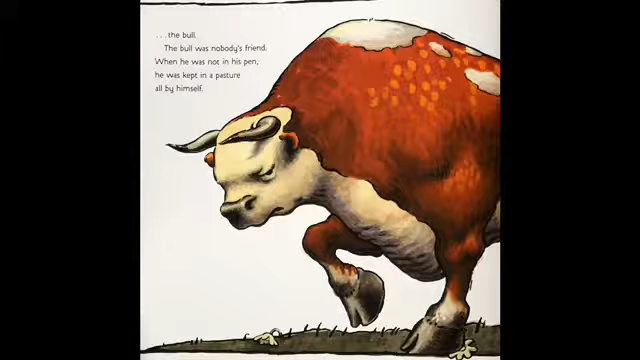 . . . the bull.
The bull was nobody's friend.
When he was not in his pen,
he was kept in a pasture
all by himself.